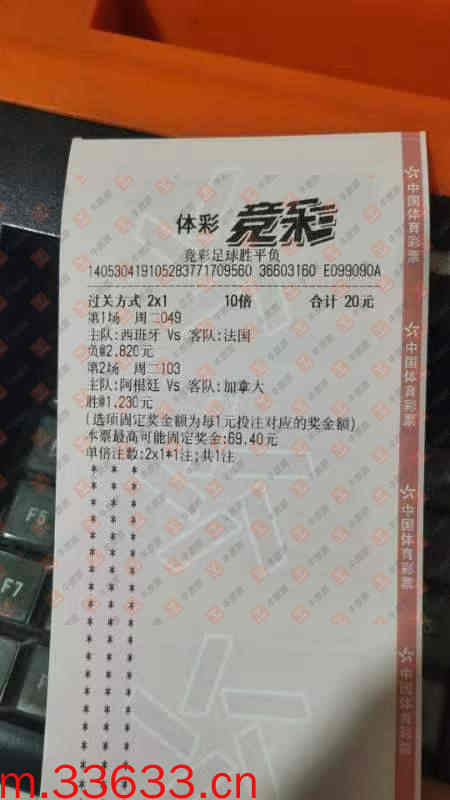 体彩 竞彩
竞彩足球胜平负
140530419105283771709560 36603160 E099090A
过关方式 2x1 10倍 合计 20元
第1场 周二049
主队:西班牙 Vs 客队:法国
负@2.820元
第2场 周二103
主队:阿根廷 Vs 客队:加拿大
胜@1.230元
(选项固定奖金额为每1元投注对应的奖金额)
本票最高可能固定奖金:69.40元
单倍注数:2x1*1注;共1注
中国体育彩票
中国体育彩票
中国体育彩票
中国体育彩票
F5
F7
m.33633.cn